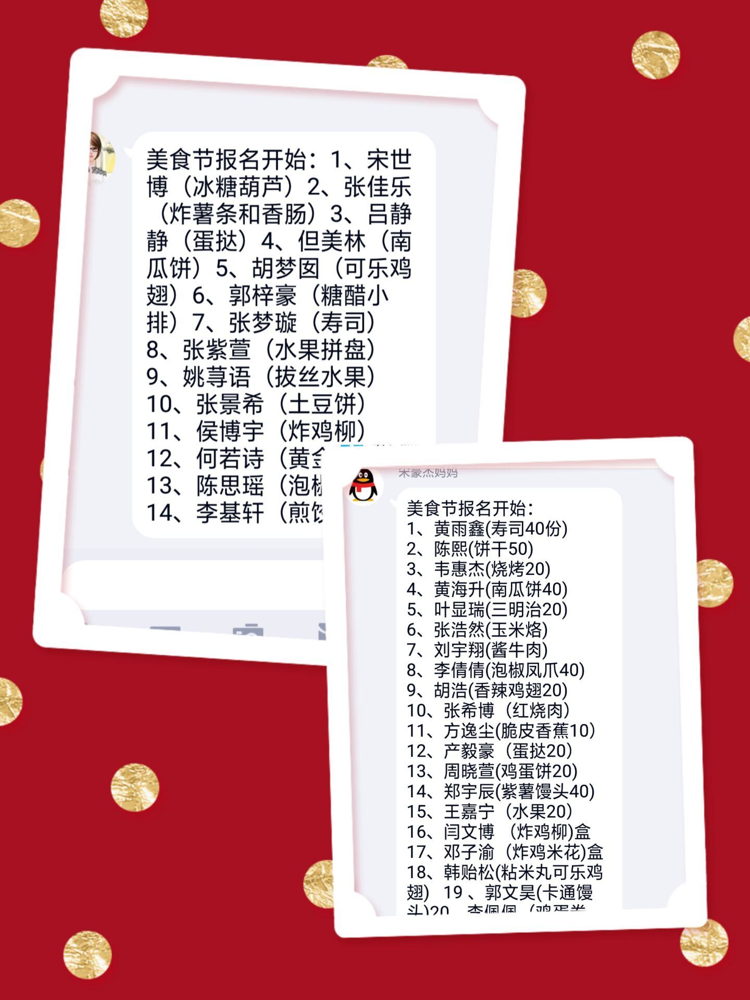 美食节报名开始：1、宋世
博（冰糖葫芦）2、张佳乐
（炸薯条和香肠）3、吕静
静（蛋挞）4、但美林（南
瓜饼）5、胡梦囡（可乐鸡
翅）6、郭梓豪（糖醋小
排）7、张梦璇（寿司）
8、张紫萱（水果拼盘）
9、姚荨语（拔丝水果）
10、张景希（土豆饼）
11、侯博宇（炸鸡柳）
12、何若诗（黄金
13、陈思瑶（泡椒
14、李基轩（煎饺
宋豪杰妈妈
美食节报名开始：
1、黄雨鑫(寿司40份)
2、陈熙(饼干50)
3、韦惠杰(烧烤20)
4、黄海升(南瓜饼40)
5、叶显瑞(三明治20)
6、张浩然(玉米烙)
7、刘宇翔(酱牛肉)
8、李倩倩(泡椒凤爪40)
9、胡浩(香辣鸡翅20)
10、张希博（红烧肉）
11、方逸尘(脆皮香蕉10）
12、产毅豪（蛋挞20）
13、周晓萱(鸡蛋饼20)
14、郑宇辰(紫薯馒头40)
15、王嘉宁（水果20）
16、闫文博 （炸鸡柳)盒
17、邓子渝（炸鸡米花)盒
18、韩贻松(粘米丸可乐鸡
翅） 19 、郭文昊(卡通馒
头)20、李佩佩（鸡蛋卷